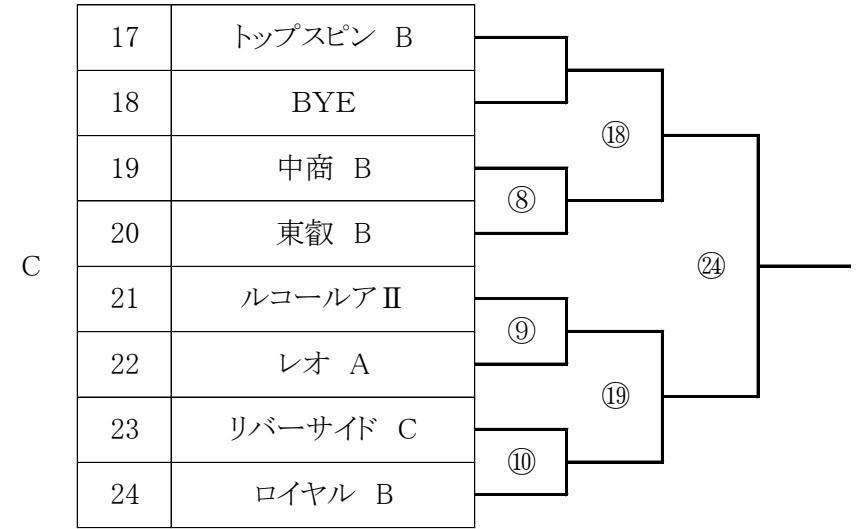 17 トップスピン B
18 BYE
⑱
19 中商 B
⑧
20 東叡 B
C
㉔
21 ルコールアⅡ
⑨
22 レオ A
⑲
23 リバーサイド C
⑩
24 ロイヤル B